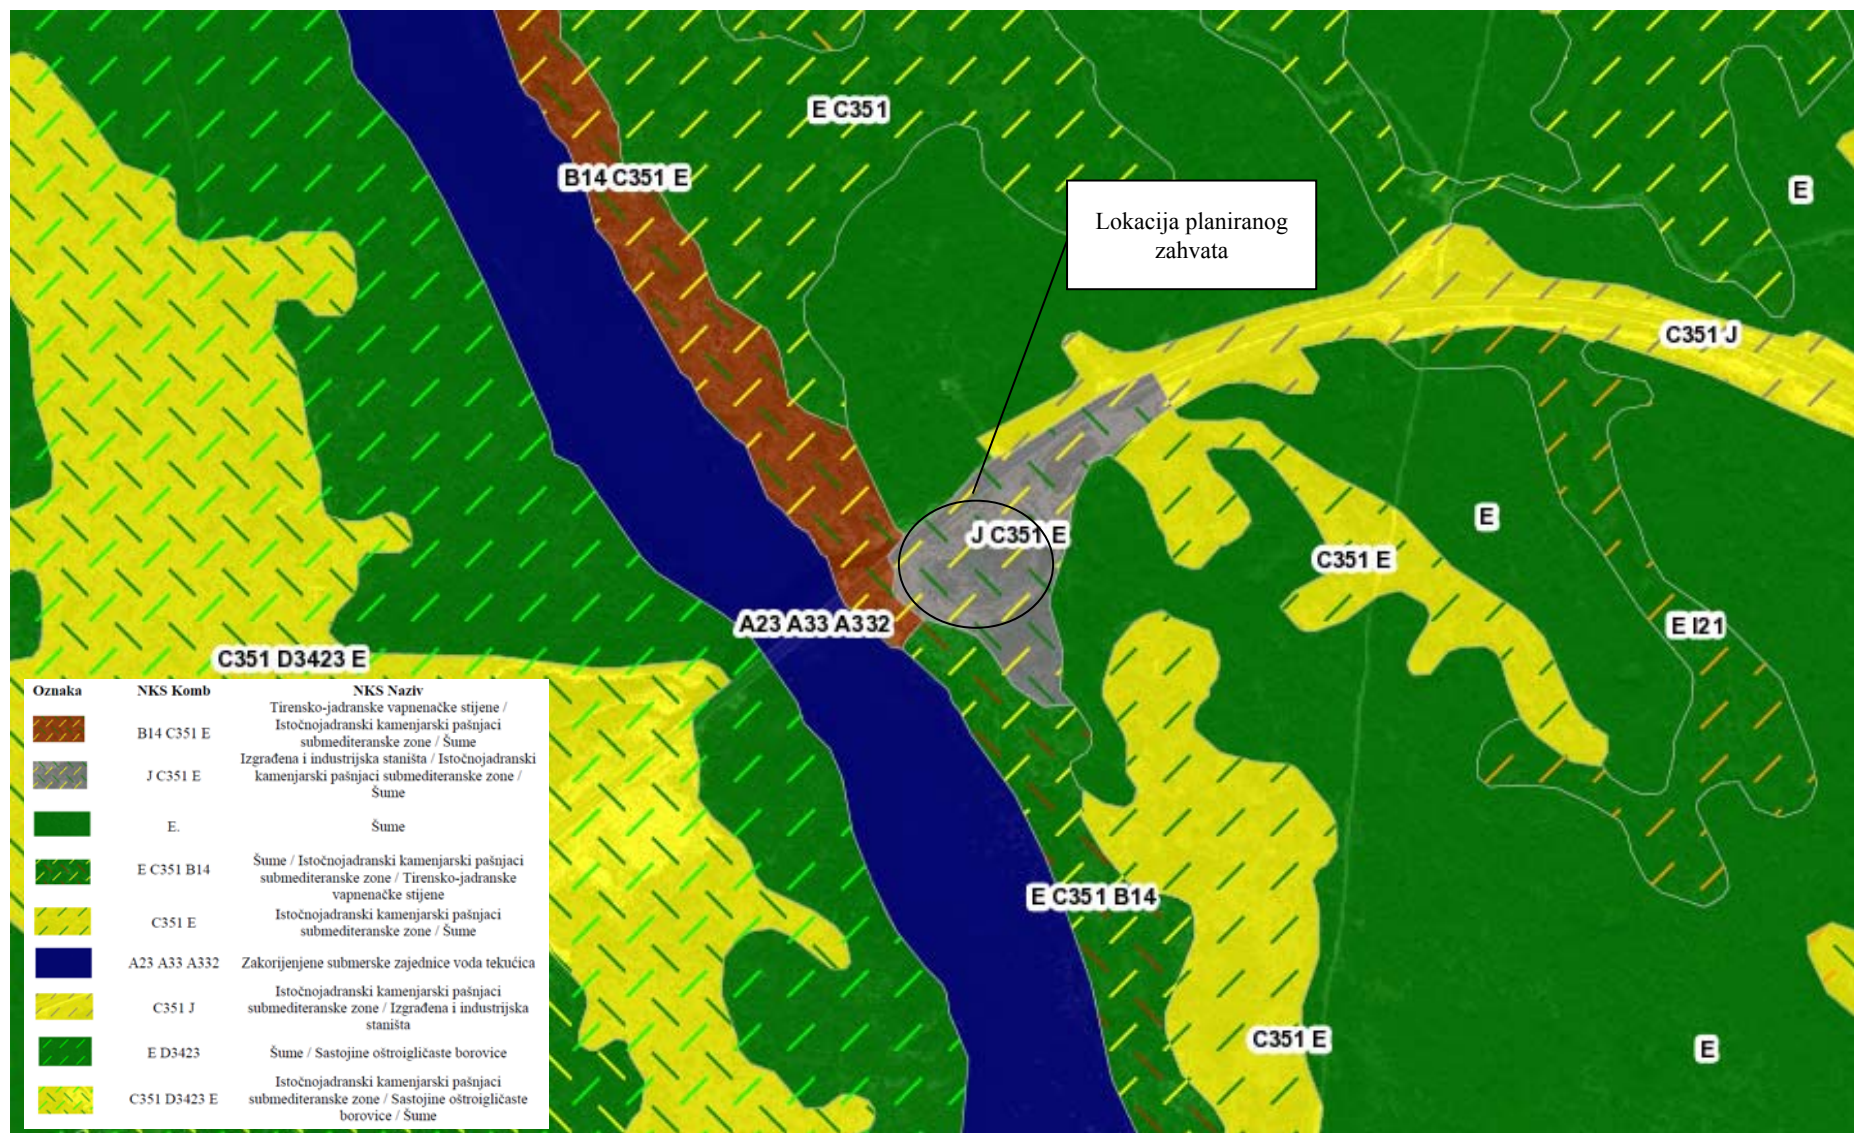 E C351
B14 C351 E
E
Lokacija planiranog
zahvata
C351 J
J C351 E
E
C351 E
A23 A33 A332
E I21
C351 D3423 E
E C351 B14
C351 E
E
Oznaka NKS Komb NKS Naziv
Tirensko-jadranske vapnenačke stijene /
Istočnojadranski kamenjarski pašnjaci
B14 C351 E
submediteranske zone / Šume
Izgrađena i industrijska staništa / Istočnojadranski
J C351 E kamenjarski pašnjaci submediteranske zone /
Šume
E. Šume
Šume / Istočnojadranski kamenjarski pašnjaci
E C351 B14 submediteranske zone / Tirensko-jadranske
vapnenačke stijene
Istočnojadranski kamenjarski pašnjaci
C351 E
submediteranske zone / Šume
A23 A33 A332 Zakorijenjene submerske zajednice voda tekućica
Istočnojadranski kamenjarski pašnjaci
C351 J submediteranske zone / Izgrađena i industrijska
staništa
E D3423 Šume / Sastojine oštroigličaste borovice
Istočnojadranski kamenjarski pašnjaci
C351 D3423 E submediteranske zone / Sastojine oštroigličaste
borovice / Šume